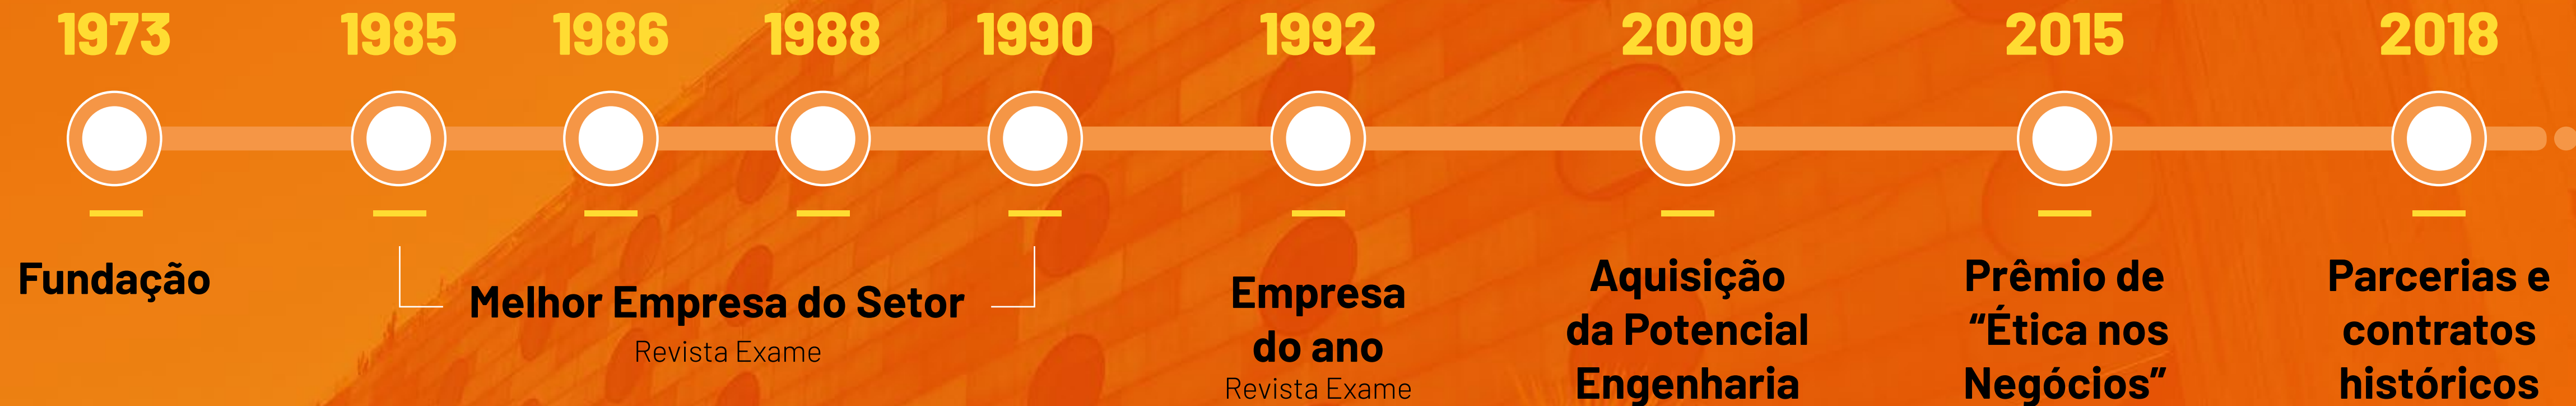 1973
1985
1986
1988
1990
1992
2009
2015
2018
Fundação
Melhor Empresa do Setor
Revista Exame
Empresa
do ano
Revista Exame
Aquisição
da Potencial
Engenharia
Prêmio de
“Ética nos
Negócios”
Parcerias e
contratos
históricos